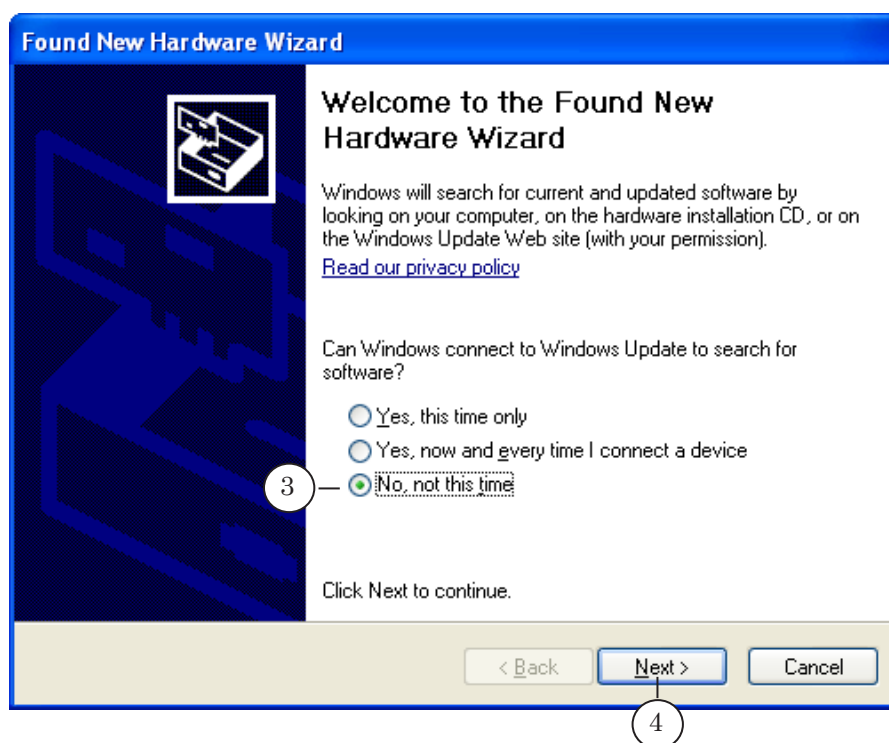 Found New Hardware Wizard
Welcome to the Found New
Hardware Wizard
Windows will search for current and updated software by
looking on your computer, on the hardware installation CD, or on
the Windows Update Web site (with your permission).
Read our privacy policy
Can Windows connect to Windows Update to search for
software?
Yes, this time only
Yes, now and every time I connect a device
3
No, not this time
Click Next to continue.
< Back
Next >
Cancel
4